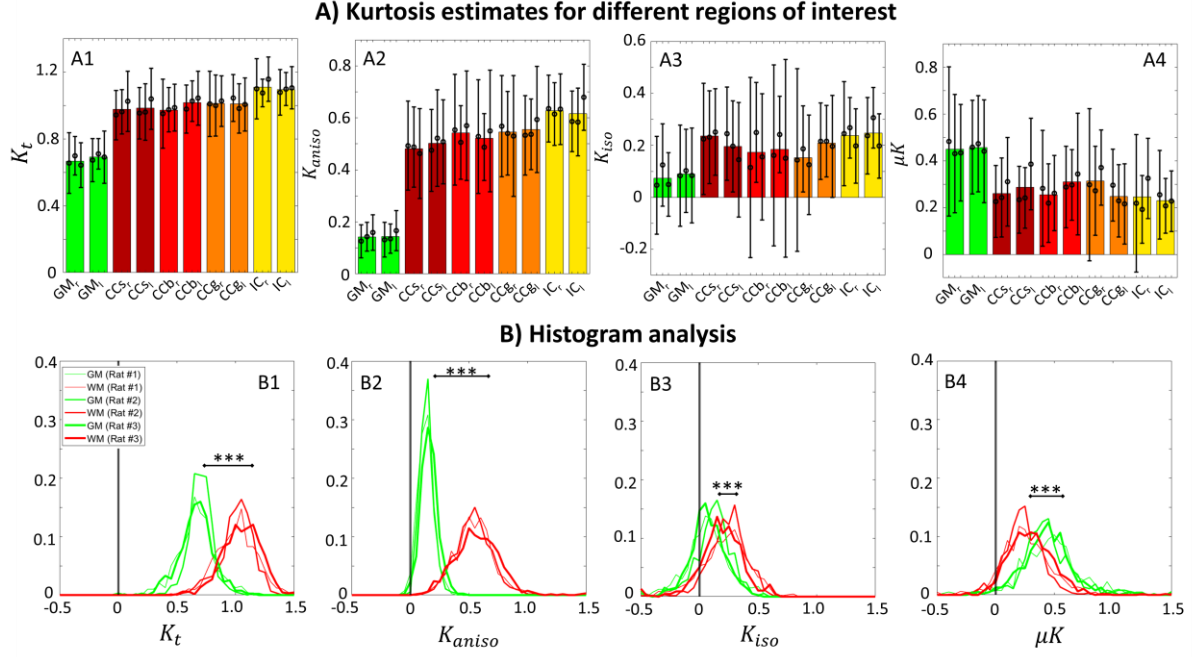 A) Kurtosis estimates for different regions of interest
A1
K_t
1.2
1.0
0.6
0.2
0
GM_r GM_l CCs_r CCs_l CCb_r CCb_l CCg_r CCg_l IC_r IC_l
A2
K_aniso
0.8
0.6
0.4
0.2
0
GM_r GM_l CCs_r CCs_l CCb_r CCb_l CCg_r CCg_l IC_r IC_l
A3
K_iso
0.6
0.4
0.2
0
-0.2
GM_r GM_l CCs_r CCs_l CCb_r CCb_l CCg_r CCg_l IC_r IC_l
A4
μK
0.8
0.6
0.4
0.2
0
GM_r GM_l CCs_r CCs_l CCb_r CCb_l CCg_r CCg_l IC_r IC_l
B) Histogram analysis
B1
0.4
0.3
0.2
0.1
0
GM (Rat #1)
WM (Rat #1)
GM (Rat #2)
WM (Rat #2)
GM (Rat #3)
WM (Rat #3)
***
-0.5 0 0.5 1.0 1.5
K_t
B2
0.4
0.3
0.2
0.1
0
***
-0.5 0 0.5 1.0 1.5
K_aniso
B3
0.4
0.3
0.2
0.1
0
***
-0.5 0 0.5 1.0 1.5
K_iso
B4
0.4
0.3
0.2
0.1
0
***
-0.5 0 0.5 1.0 1.5
μK